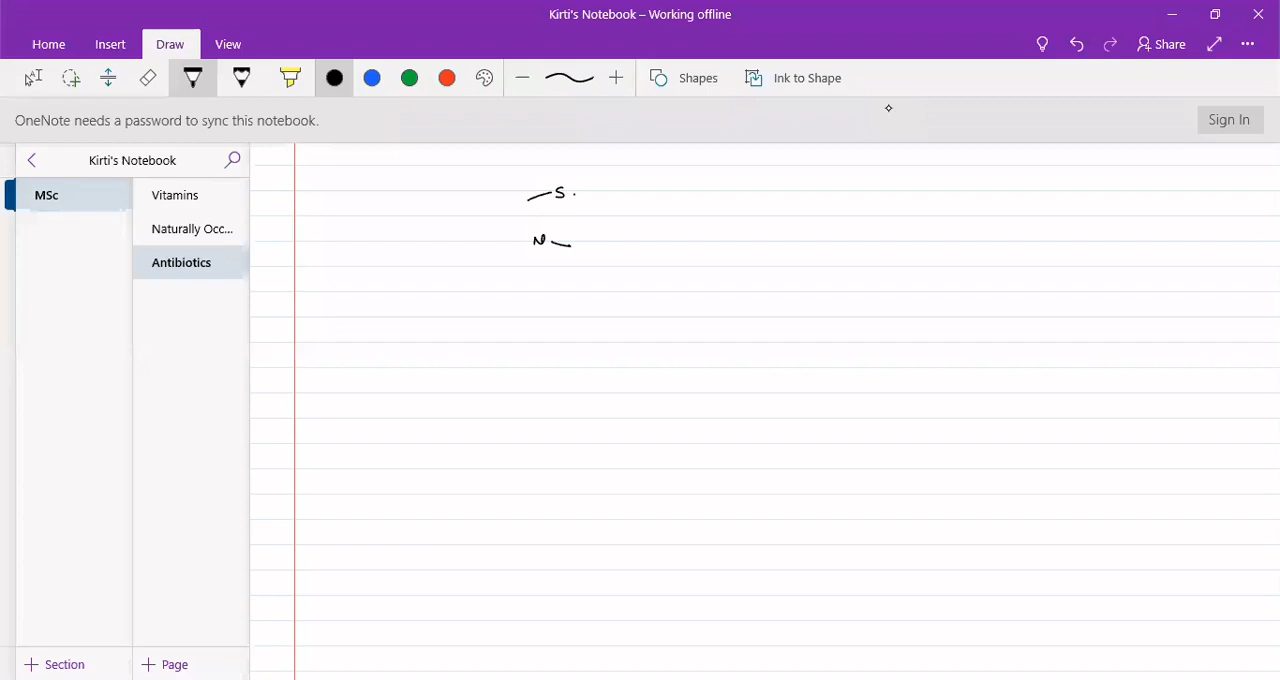 Kirti's Notebook – Working offline
Home Insert Draw View Share
Shapes Ink to Shape
OneNote needs a password to sync this notebook. Sign In
Kirti's Notebook
MSc Vitamins
Naturally Occ...
Antibiotics
S
N
+ Section + Page